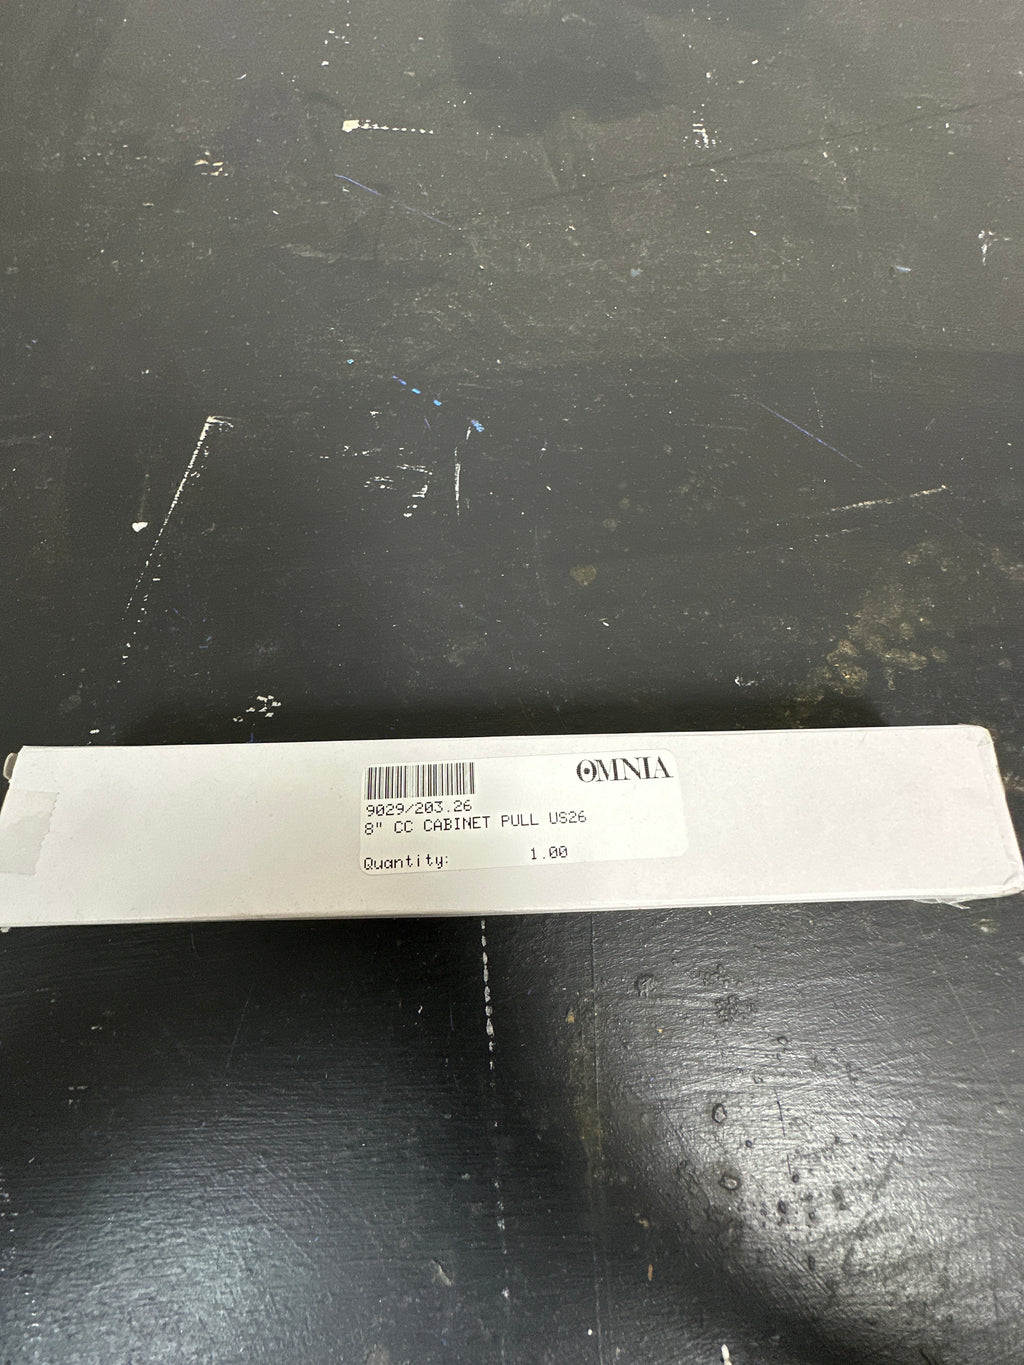 OMNIA
9029/203.26
8" CC CABINET PULL US26
Quantity: 1.00